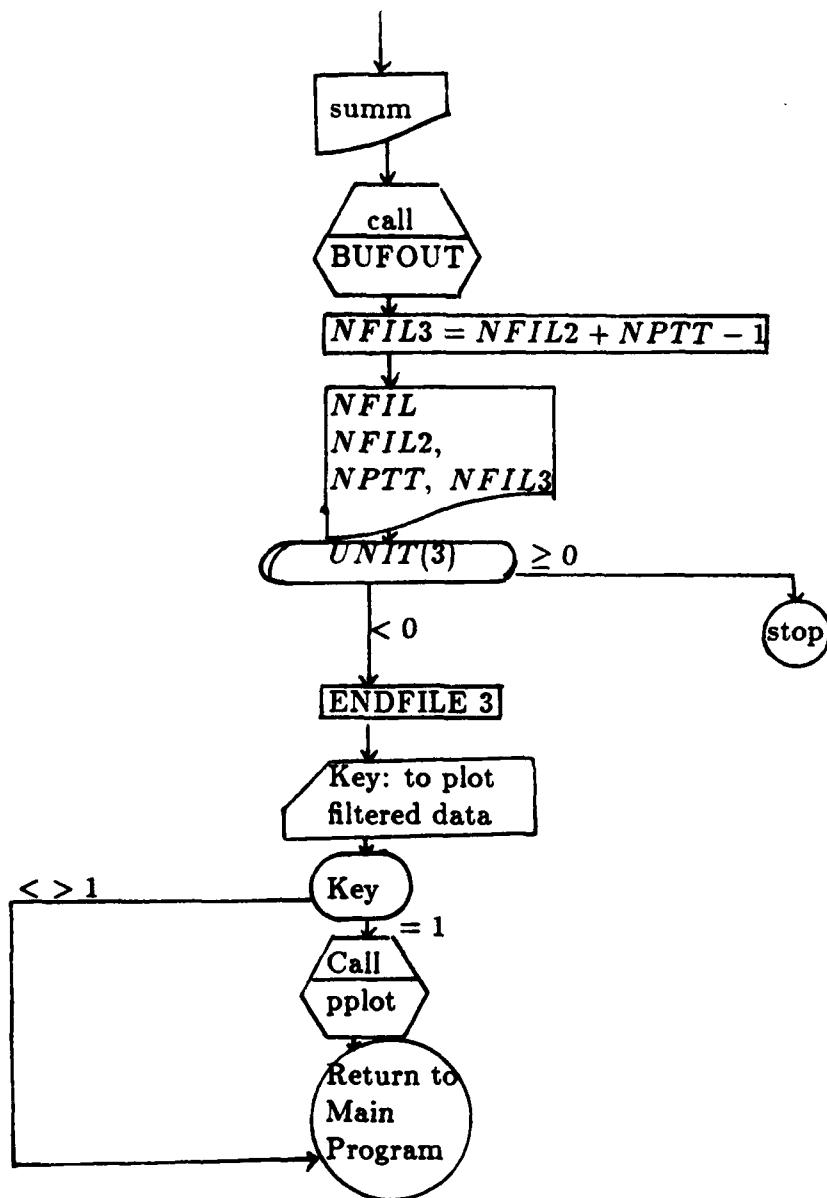 summ
call
BUFOUT
NFIL3 = NFIL2 + NPTT − 1
NFIL
NFIL2,
NPTT, NFIL3
UNIT(3)
≥ 0
stop
< 0
ENDFILE 3
Key: to plot
filtered data
< > 1
Key
= 1
Call
pplot
Return to
Main
Program